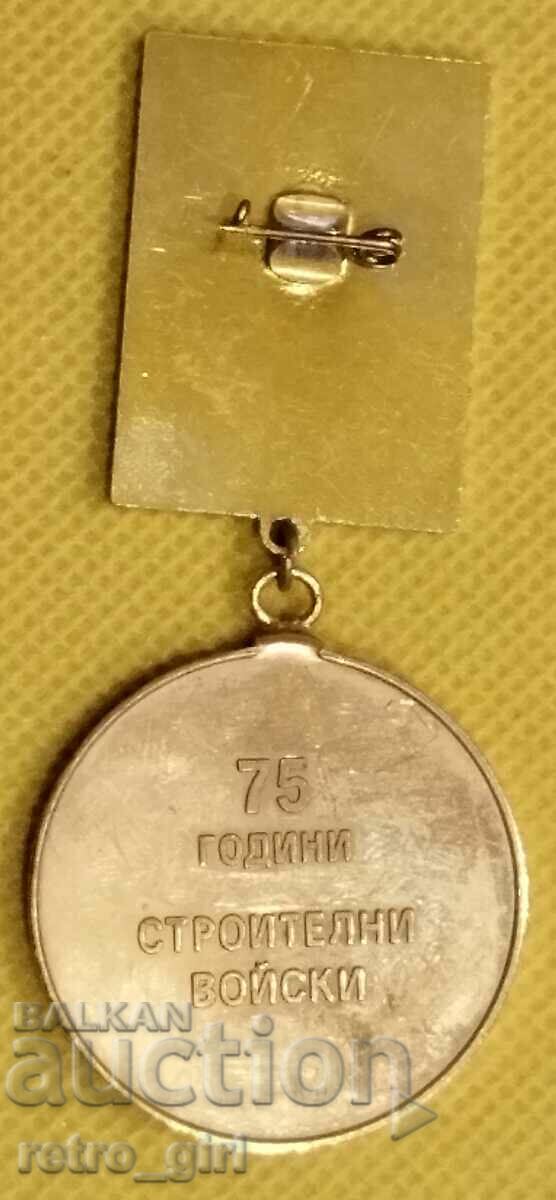 75
ГОДИНИ
СТРОИТЕЛНИ
ВОЙСКИ
BALKAN
auction
retro_girl